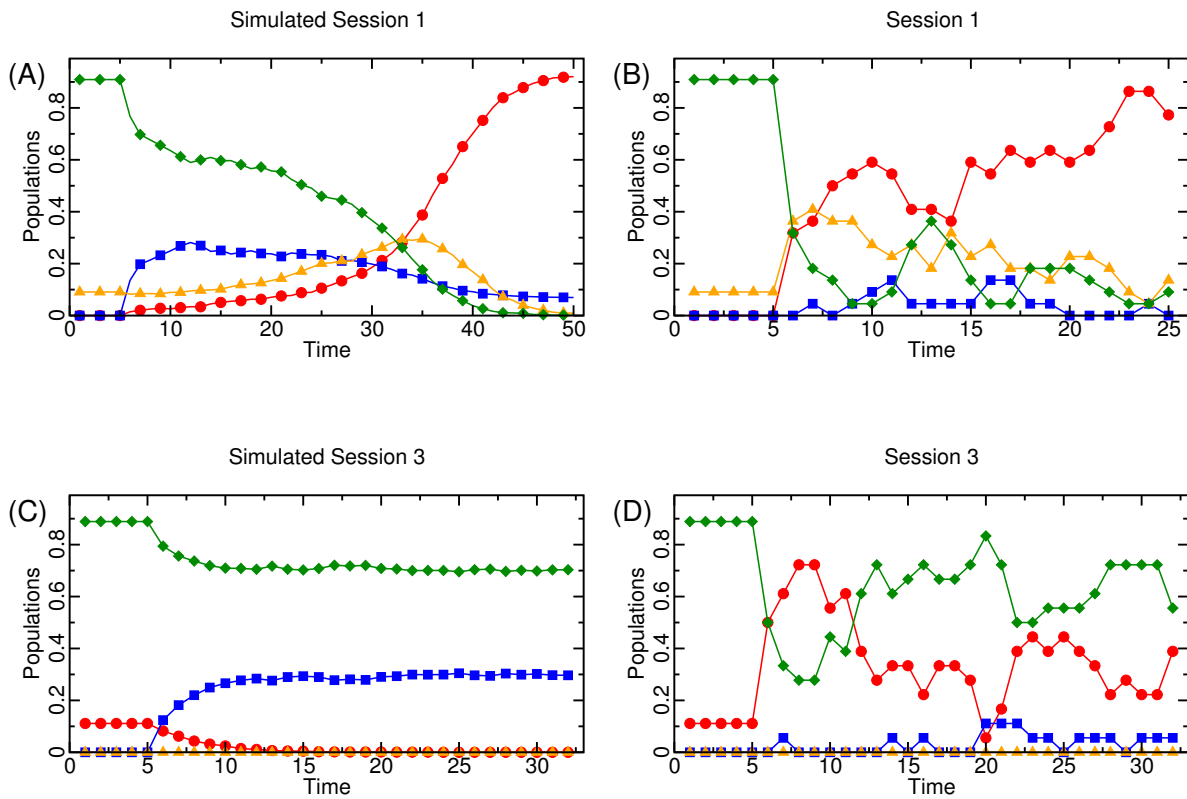 Simulated Session 1
Session 1
(A)
(B)
Populations
0
0.2
0.4
0.6
0.8
0 10 20 30 40 50
Time
Populations
0
0.2
0.4
0.6
0.8
0 5 10 15 20 25
Time
Simulated Session 3
Session 3
(C)
(D)
Populations
0
0.2
0.4
0.6
0.8
0 5 10 15 20 25 30
Time
Populations
0
0.2
0.4
0.6
0.8
0 5 10 15 20 25 30
Time